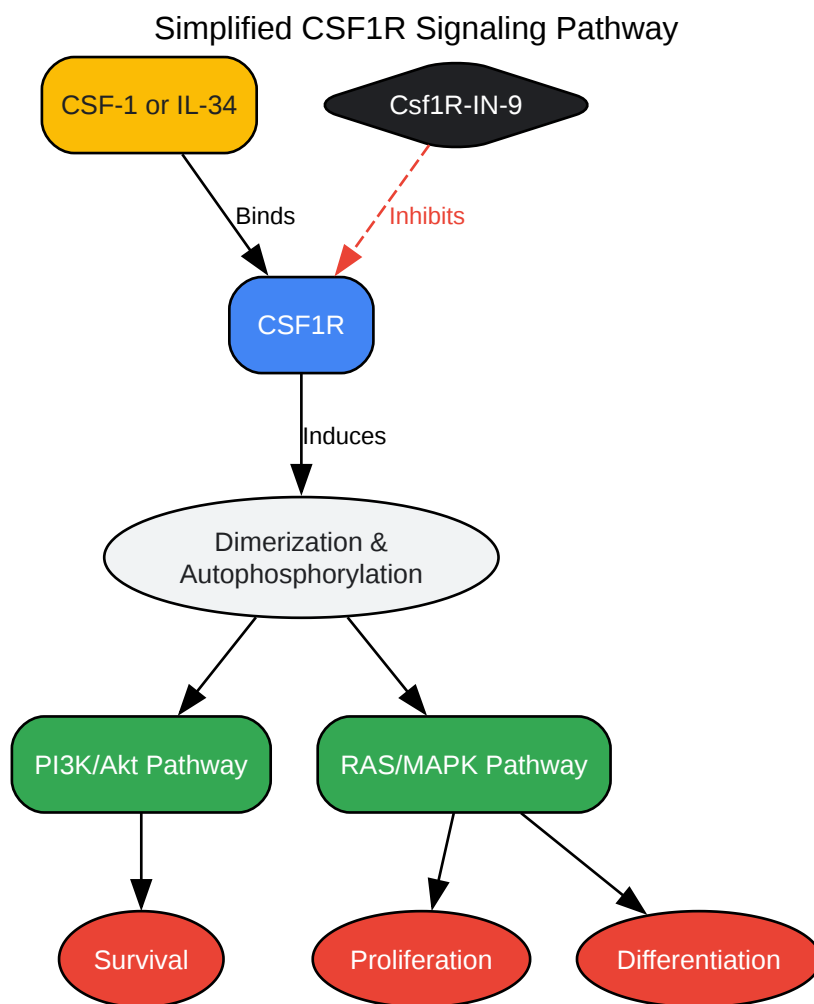 Simplified CSF1R Signaling Pathway
CSF-1 or IL-34
Csf1R-IN-9
Binds
Inhibits
CSF1R
Induces
Dimerization &
Autophosphorylation
PI3K/Akt Pathway
RAS/MAPK Pathway
Survival
Proliferation
Differentiation